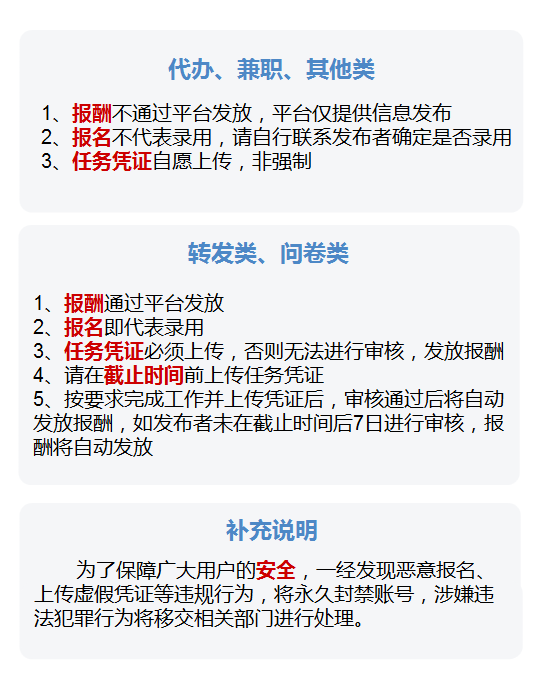 代办、兼职、其他类
1、报酬不通过平台发放，平台仅提供信息发布
2、报名不代表录用，请自行联系发布者确定是否录用
3、任务凭证自愿上传，非强制
转发类、问卷类
1、报酬通过平台发放
2、报名即代表录用
3、任务凭证必须上传，否则无法进行审核，发放报酬
4、请在截止时间前上传任务凭证
5、按要求完成工作并上传凭证后，审核通过后将自动
发放报酬，如发布者未在截止时间后7日进行审核，报
酬将自动发放
补充说明
为了保障广大用户的安全，一经发现恶意报名、
上传虚假凭证等违规行为，将永久封禁账号，涉嫌违
法犯罪行为将移交相关部门进行处理。